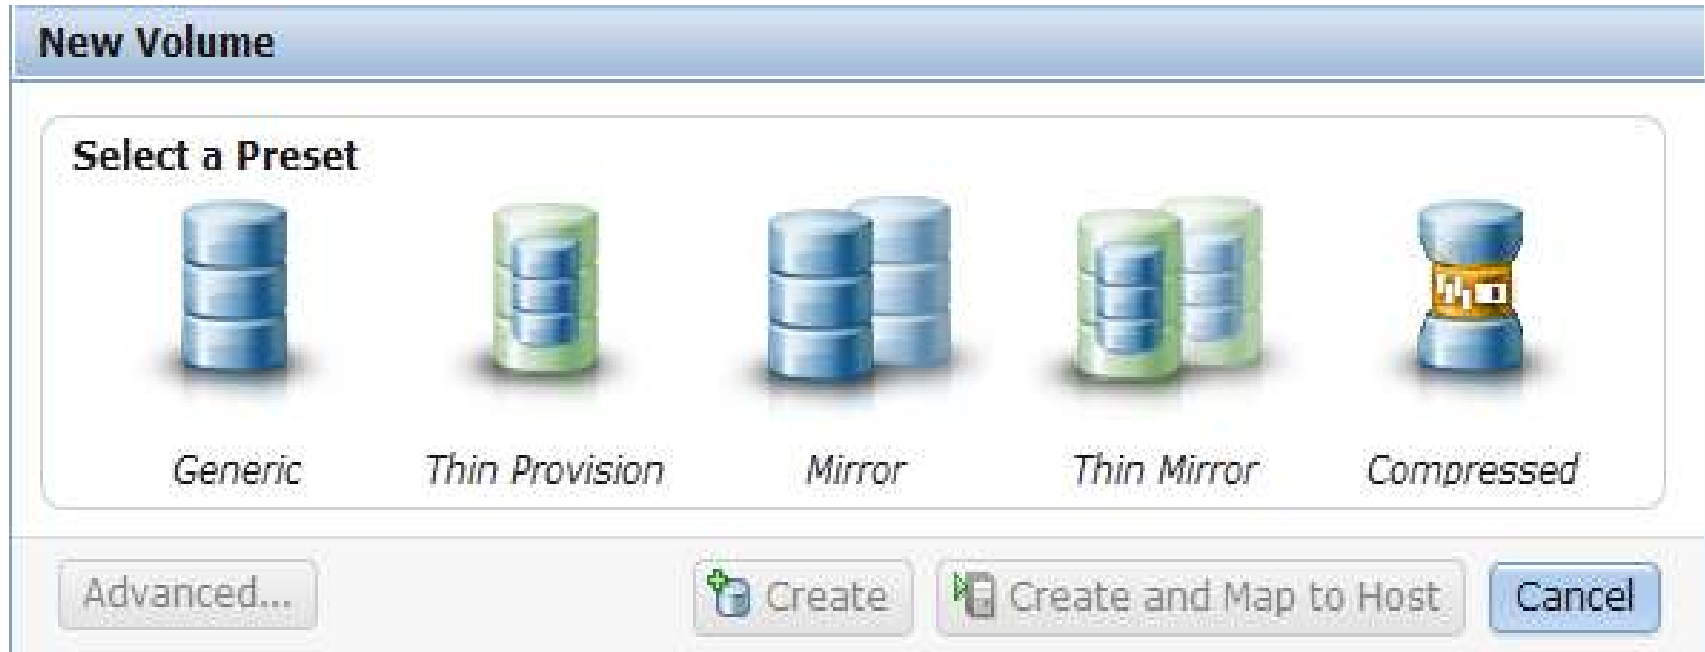 New Volume
Select a Preset
Generic Thin Provision Mirror Thin Mirror Compressed
Advanced... Create Create and Map to Host Cancel